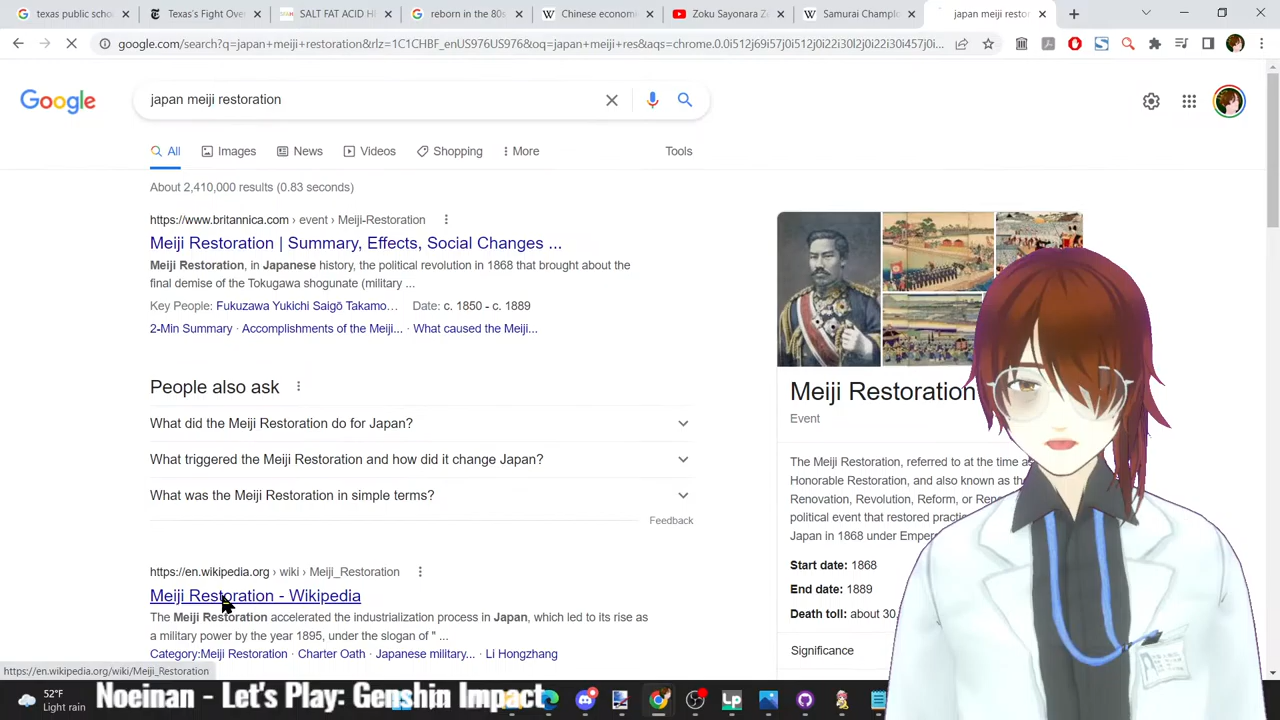 texas public schoo
Texas's Fight Over
SALT FAT ACID H
reborn in the 80s
Chinese economi
Zoku Sayonara Z
Samurai Champlo
japan meiji restor
google.com/search?q=japan+meiji+restoration&rlz=1C1CHBF_enUS976US976&oq=japan+meiji+res&aqs=chrome.0.0i512j69i57j0i512j0i22i30l2j0i22i30i457j0i...
Google
japan meiji restoration
All
Images
News
Videos
Shopping
More
Tools
About 2,410,000 results (0.83 seconds)
https://www.britannica.com › event › Meiji-Restoration
Meiji Restoration | Summary, Effects, Social Changes ...
Meiji Restoration, in Japanese history, the political revolution in 1868 that brought about the
final demise of the Tokugawa shogunate (military ...
Key People: Fukuzawa Yukichi Saigō Takamo... Date: c. 1850 - c. 1889
2-Min Summary · Accomplishments of the Meiji... · What caused the Meiji...
People also ask
What did the Meiji Restoration do for Japan?
What triggered the Meiji Restoration and how did it change Japan?
What was the Meiji Restoration in simple terms?
Feedback
https://en.wikipedia.org › wiki › Meiji_Restoration
Meiji Restoration - Wikipedia
The Meiji Restoration accelerated the industrialization process in Japan, which led to its rise as
a military power by the year 1895, under the slogan of " ...
Category:Meiji Restoration · Charter Oath · Japanese military... · Li Hongzhang
Meiji Restoration
Event
The Meiji Restoration, referred to at the time as
Honorable Restoration, and also known as the
Renovation, Revolution, Reform, or Ren
political event that restored practi
Japan in 1868 under Emper
Start date: 1868
End date: 1889
Death toll: about 30
Significance
https://en.wikipedia.org/wiki/Meiji_Restoration
52°F
Light rain
Noeinan - Let's Play: Genshin Impact
LP